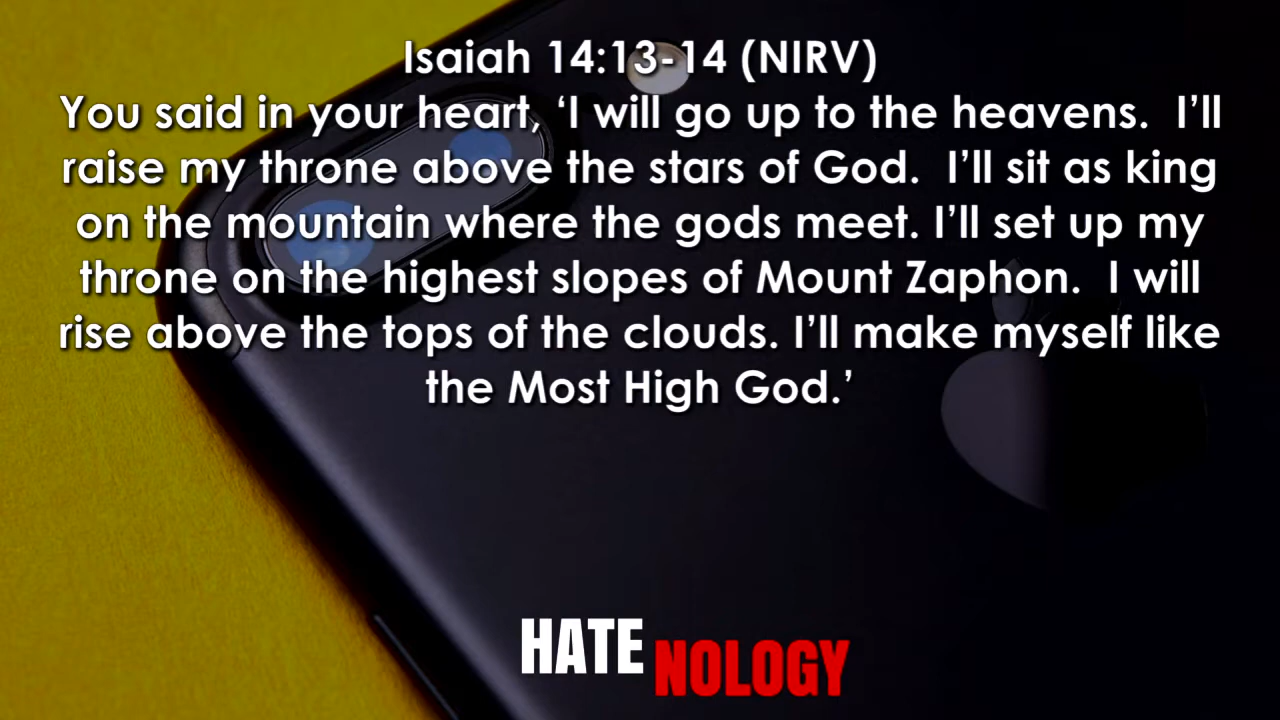 Isaiah 14:13-14 (NIRV)
You said in your heart, ‘I will go up to the heavens.  I’ll
raise my throne above the stars of God.  I’ll sit as king
on the mountain where the gods meet. I’ll set up my
throne on the highest slopes of Mount Zaphon.  I will
rise above the tops of the clouds. I’ll make myself like
the Most High God.’
HATE
NOLOGY